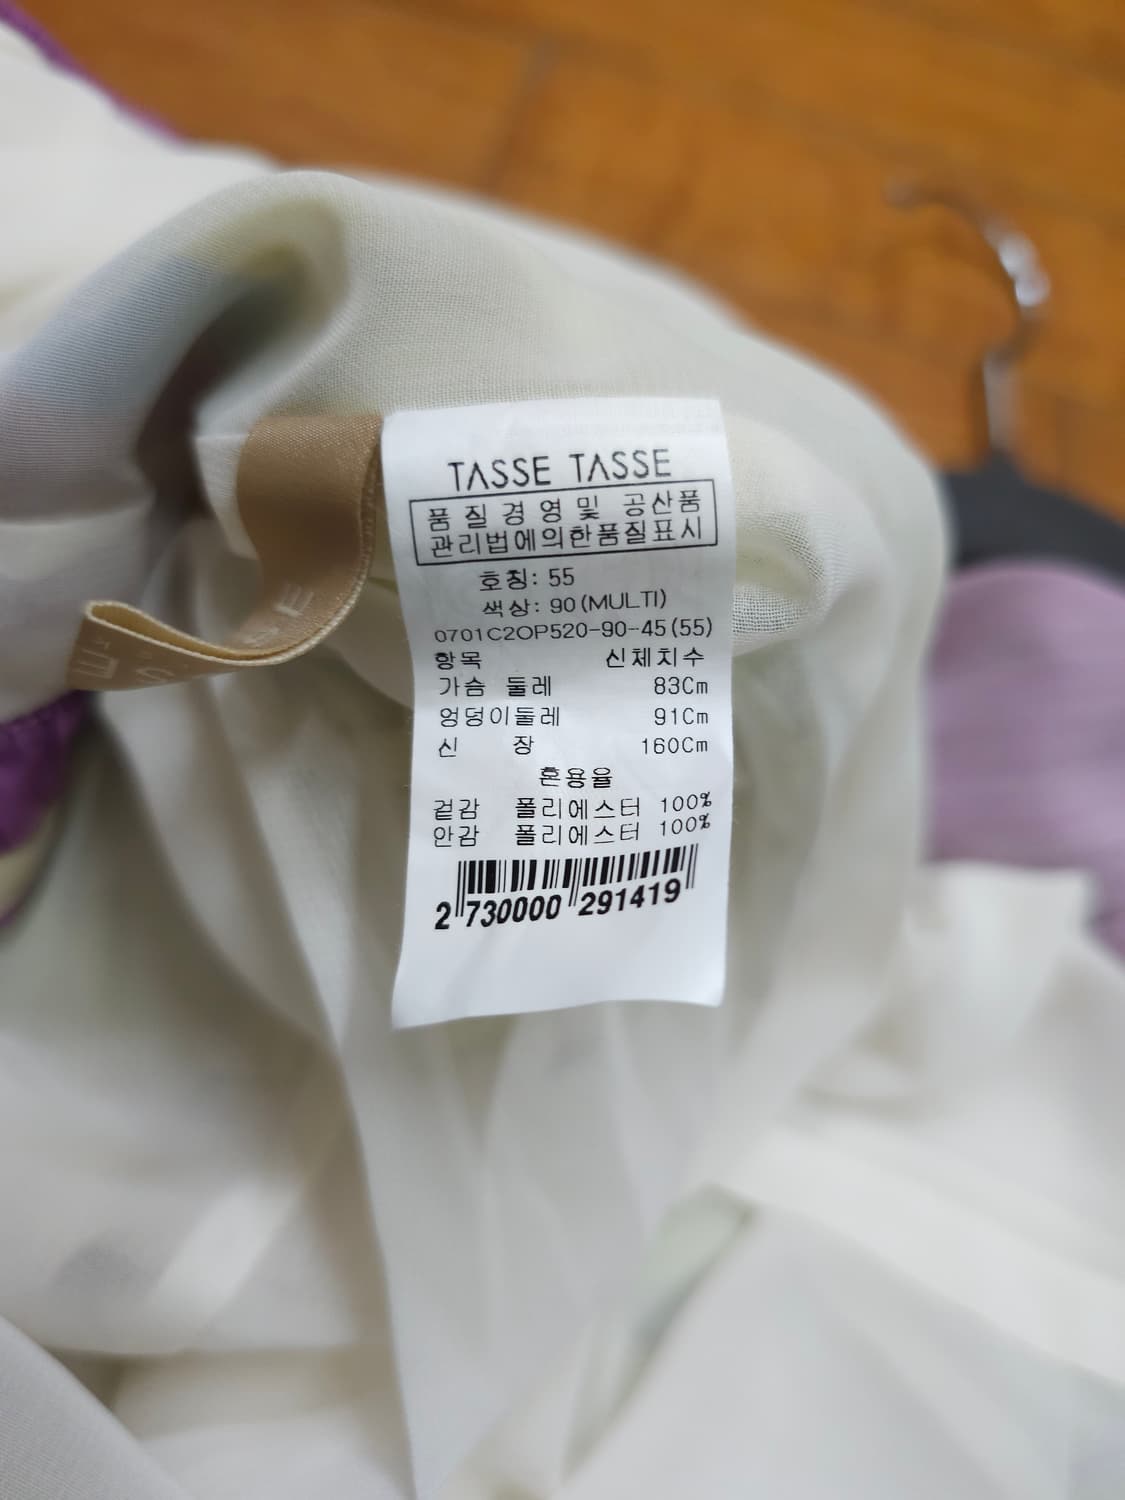 TASSE TASSE
품 질 경 영 및 공산품
관리법에의한품질표시
호칭: 55
색상: 90(MULTI)
0701C2OP520-90-45(55)
항목 신체치수
가슴 둘레 83Cm
엉덩이둘레 91Cm
신 장 160Cm
혼용율
겉감 폴리에스터 100%
안감 폴리에스터 100%
2 730000 291419